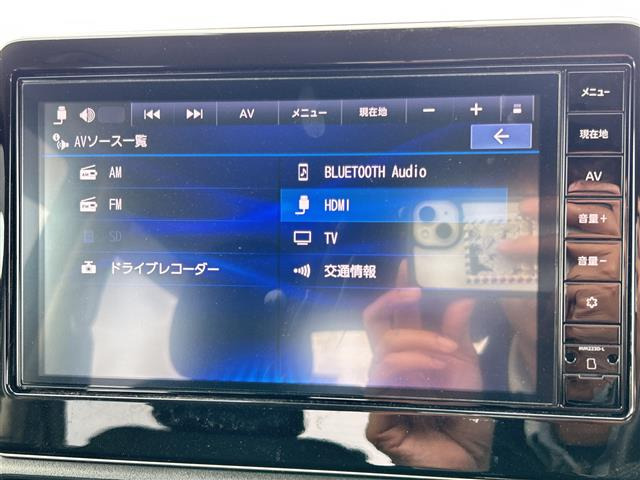 AV メニュー 現在地 − +
AVソース一覧
AM
FM
SD
ドライブレコーダー
BLUETOOTH Audio
HDMI
TV
交通情報
メニュー
現在地
AV
音量+
音量−
MM223D-L